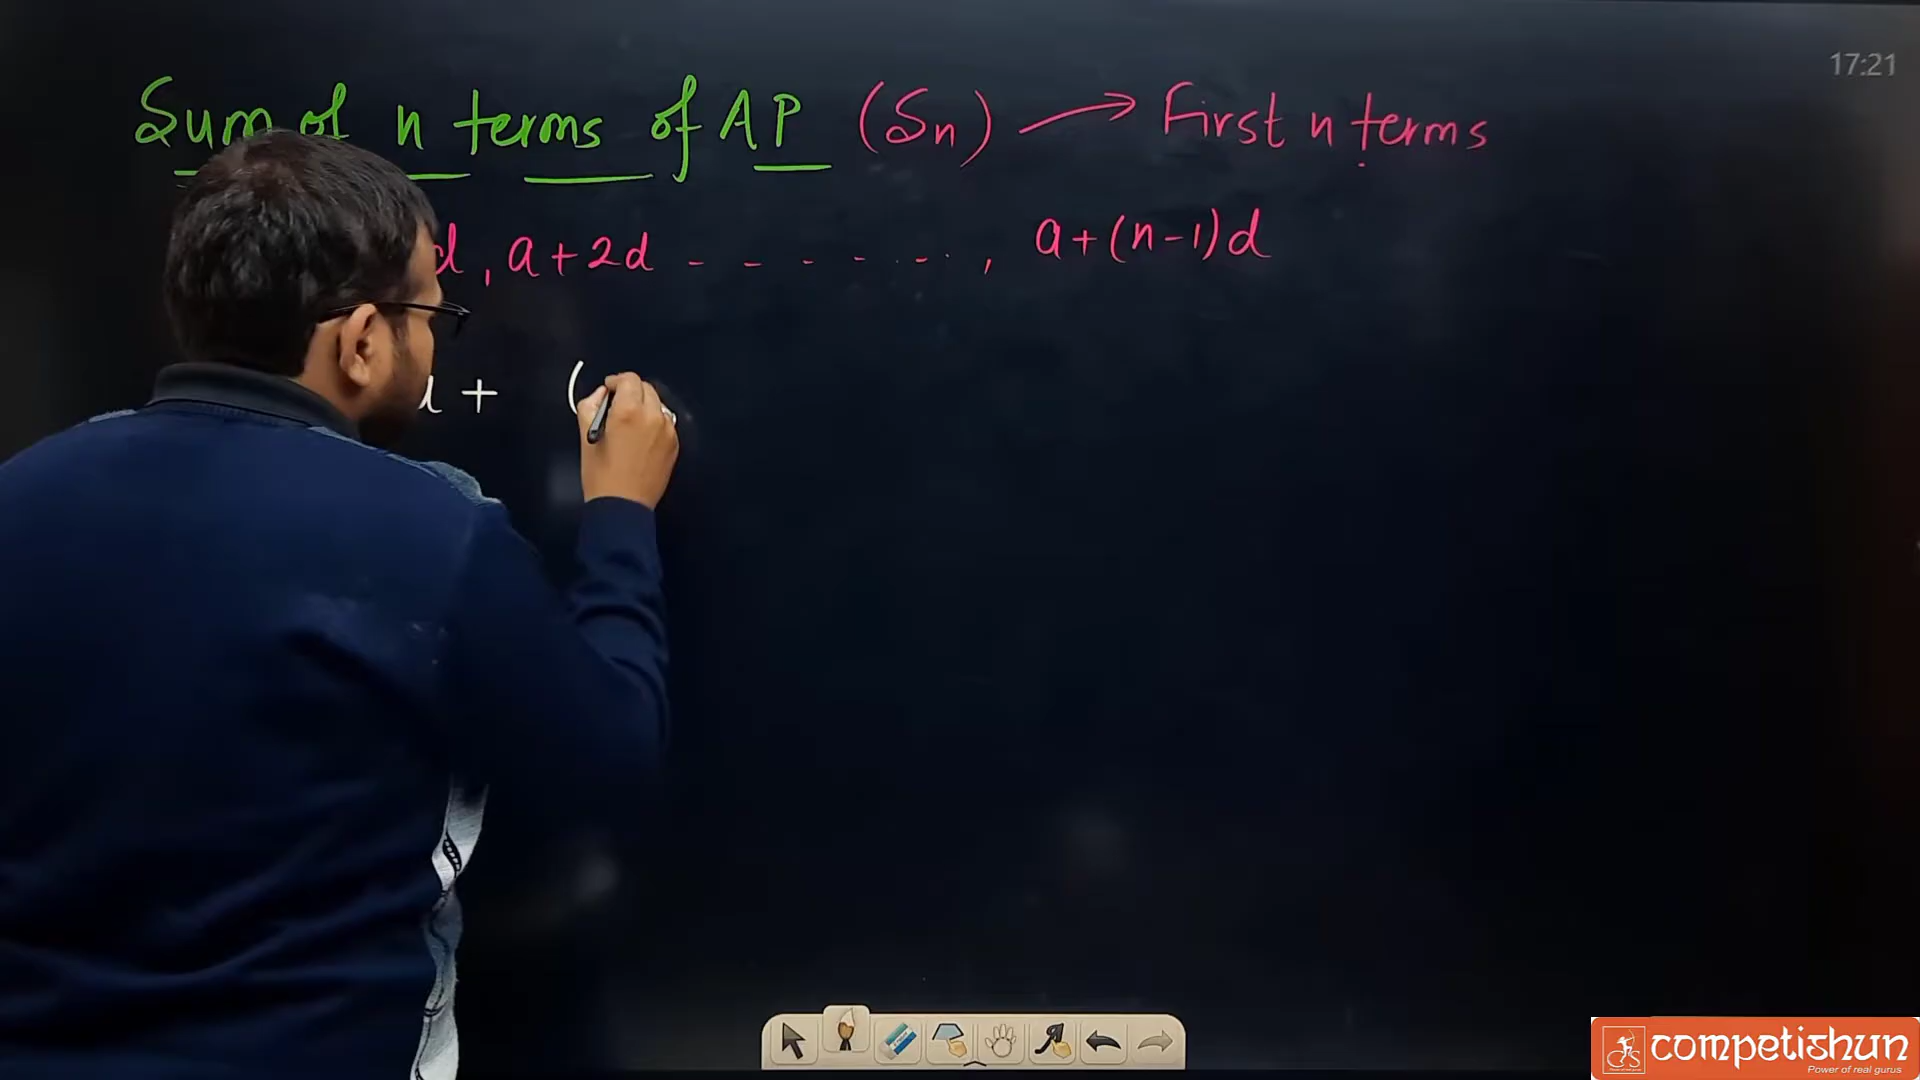 17:21
Sum of n terms of AP (Sn) → First n terms
d, a+2d - - - - - - -, a+(n-1)d
+ (
competishun
Power of real gurus